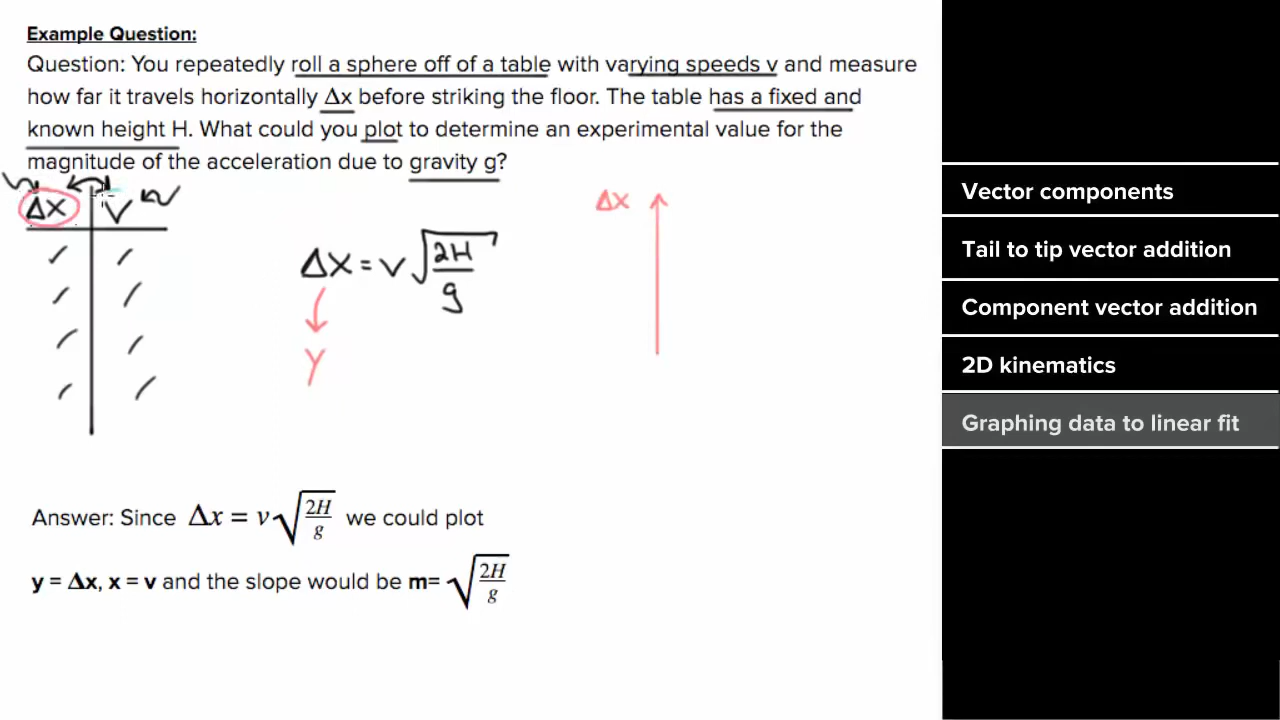 Example Question:
Question: You repeatedly roll a sphere off of a table with varying speeds v and measure
how far it travels horizontally Δx before striking the floor. The table has a fixed and
known height H. What could you plot to determine an experimental value for the
magnitude of the acceleration due to gravity g?
Δx V
Δx = v√(2H/g)
Y
Δx
Answer: Since Δx = v√(2H/g) we could plot
y = Δx, x = v and the slope would be m= √(2H/g)
Vector components
Tail to tip vector addition
Component vector addition
2D kinematics
Graphing data to linear fit